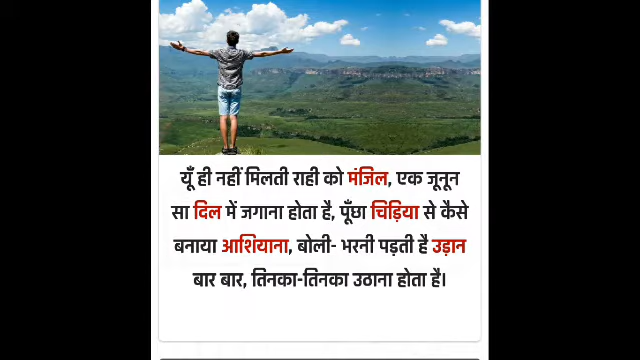 यूँ ही नहीं मिलती राही को मंजिल, एक जूनून
सा दिल में जगाना होता है, पूँछा चिड़िया से कैसे
बनाया आशियाना, बोली- भरनी पड़ती है उड़ान
बार बार, तिनका-तिनका उठाना होता है।